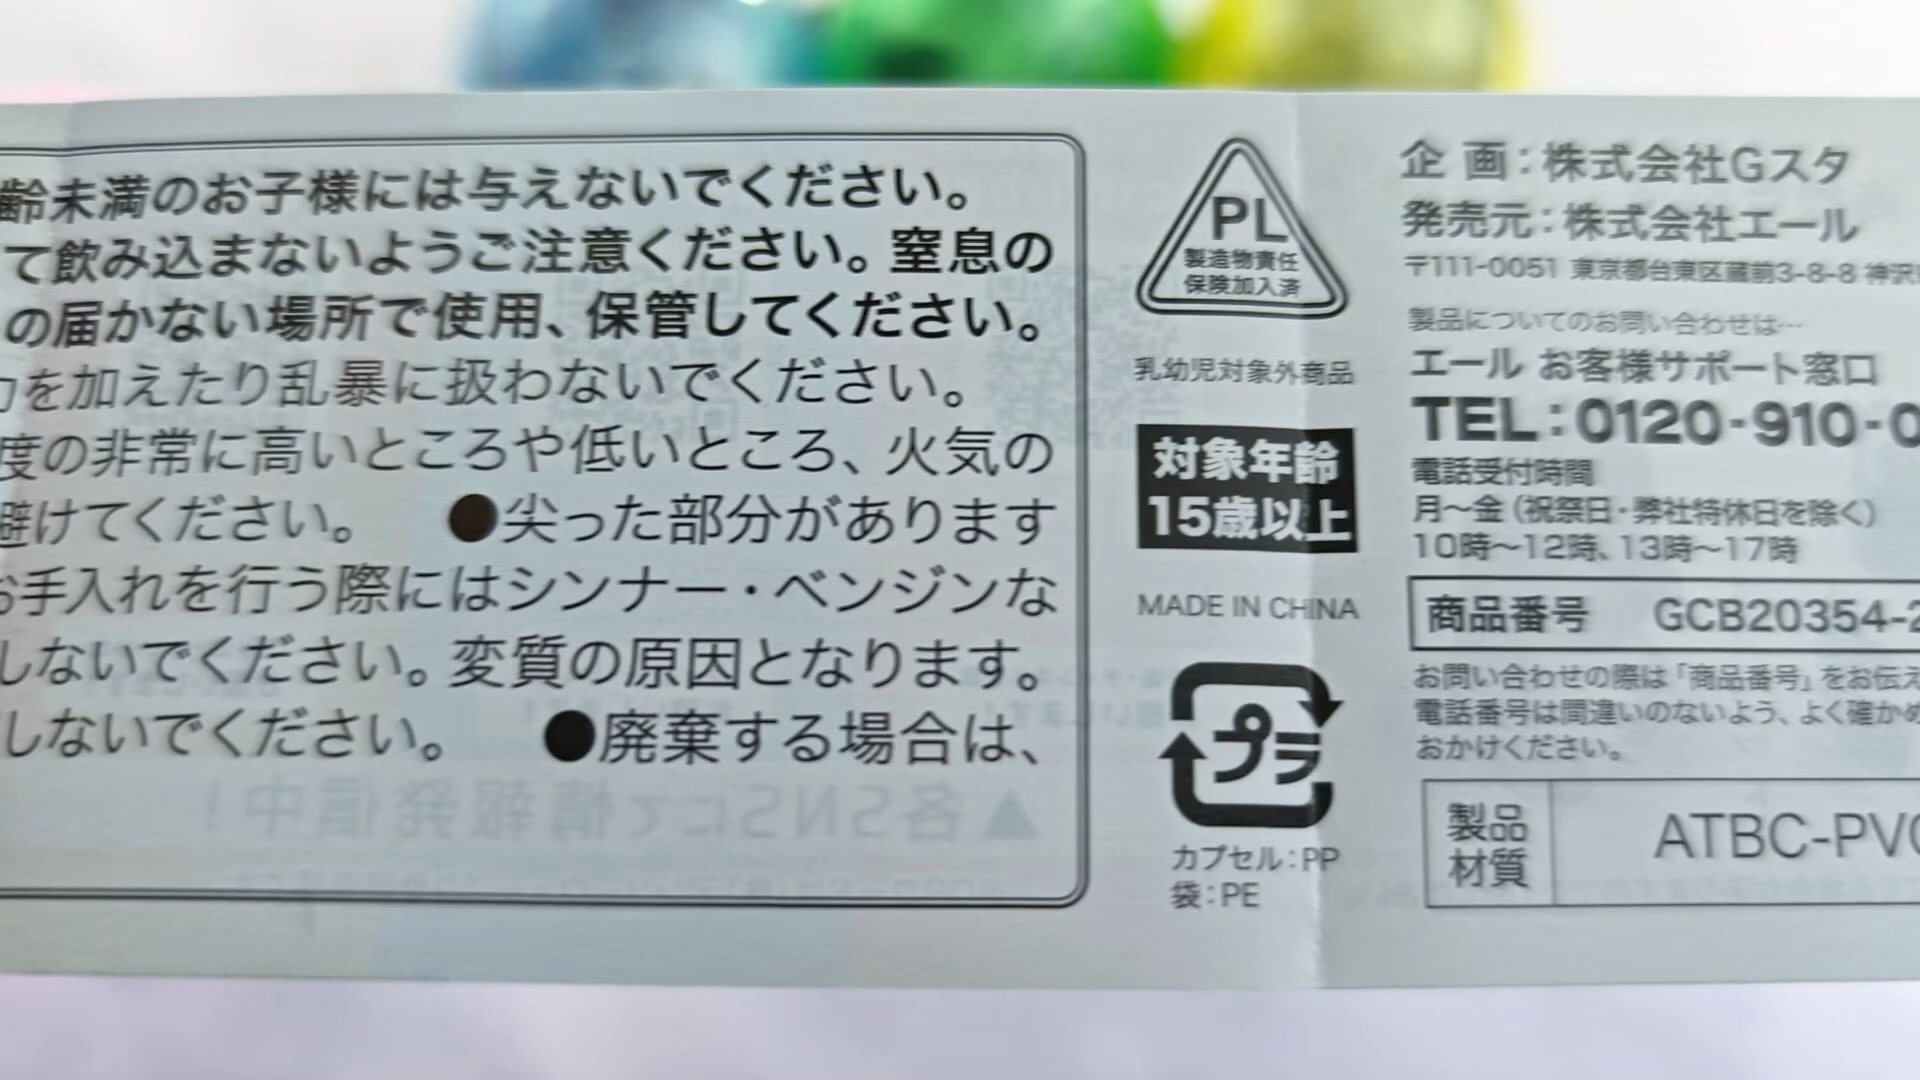 齢未満のお子様には与えないでください。
て飲み込まないようご注意ください。窒息の
の届かない場所で使用、保管してください。
力を加えたり乱暴に扱わないでください。
度の非常に高いところや低いところ、火気の
避けてください。 ●尖った部分があります
お手入れを行う際にはシンナー・ベンジンな
しないでください。変質の原因となります。
しないでください。 ●廃棄する場合は、
▲各SNSにて情報発信中！
PL
製造物責任
保険加入済
乳幼児対象外商品
対象年齢
15歳以上
MADE IN CHINA
プラ
カプセル：PP
袋：PE
企 画：株式会社Gスタ
発売元：株式会社エール
〒111-0051 東京都台東区蔵前3-8-8 神沢
製品についてのお問い合わせは…
エール お客様サポート窓口
TEL：0120-910-0
電話受付時間
月〜金（祝祭日・弊社特休日を除く）
10時〜12時、13時〜17時
商品番号 GCB20354-2
お問い合わせの際は「商品番号」をお伝え
電話番号は間違いのないよう、よく確かめ
おかけください。
製品
材質
ATBC-PVC